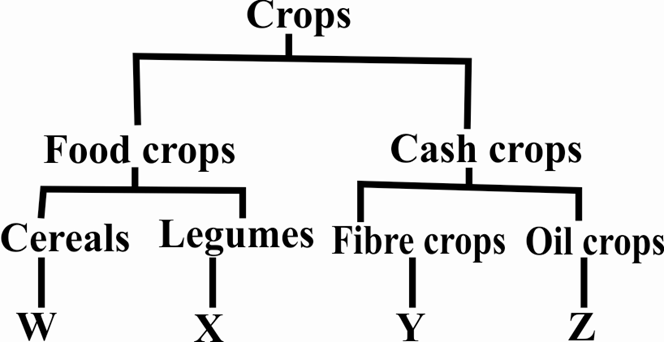 Crops
Food crops
Cash crops
Cereals
Legumes
Fibre crops
Oil crops
W
X
Y
Z